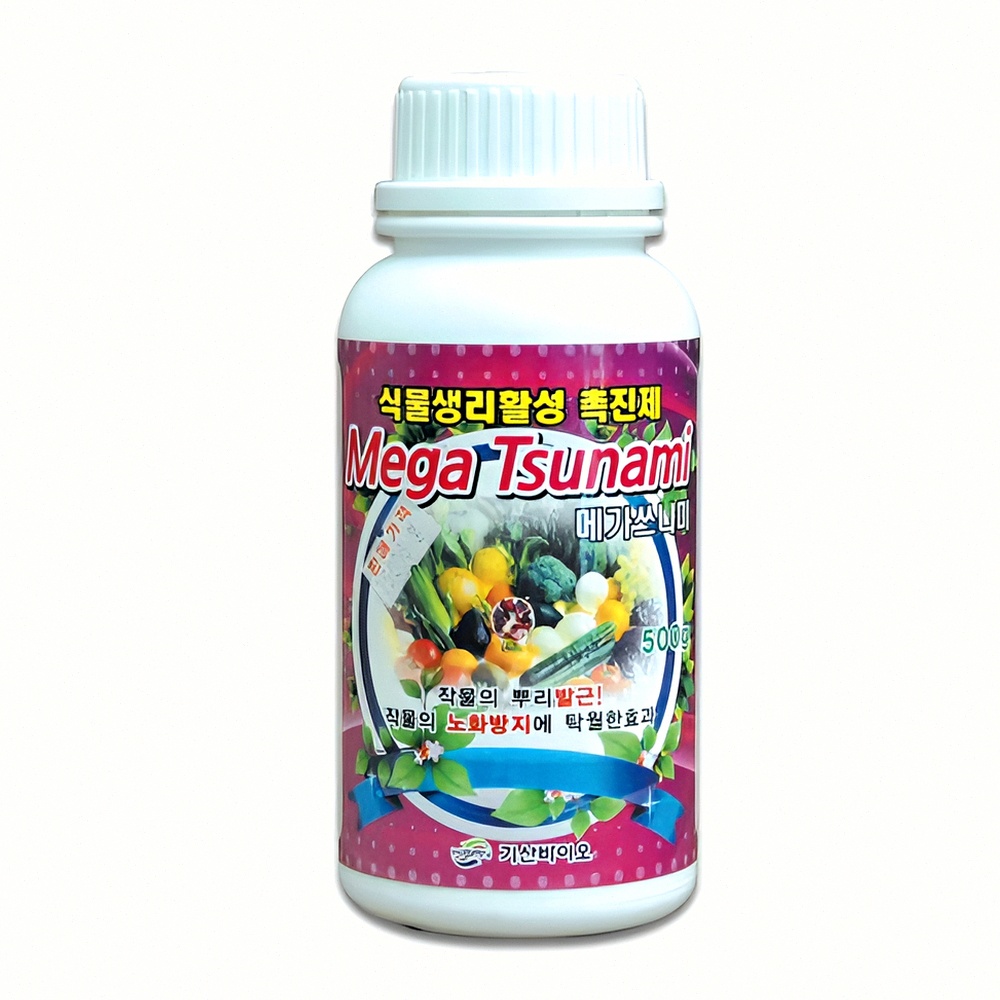 식물생리활성 촉진제
Mega Tsunami
메가쓰나미
500g
작물의 뿌리발근!
작물의 노화방지에 탁월한효과
기산바이오